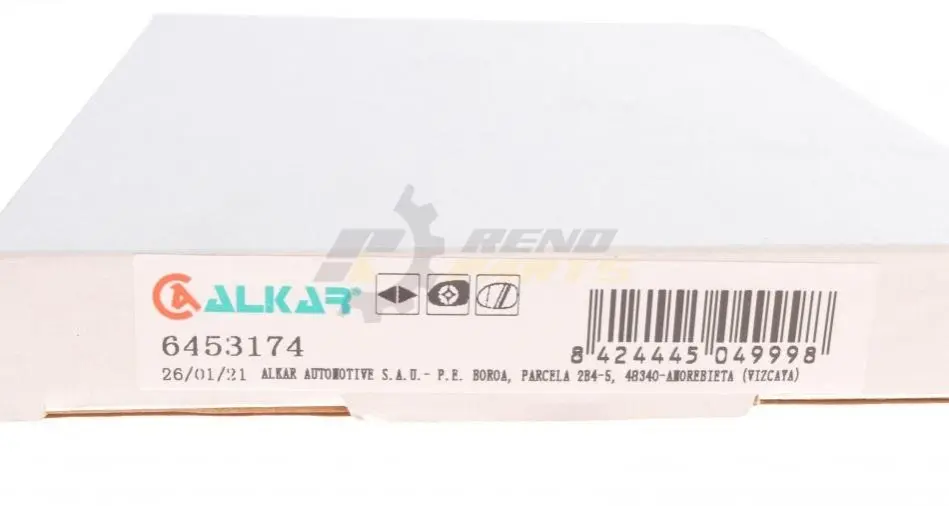 RENO
PARTS
ALKAR®
6453174
8 424445 049998
26/01/21 ALKAR AUTOMOTIVE S.A.U.- P.E. BOROA, PARCELA 2B4-5, 48340-AMOREBIETA (VIZCAYA)